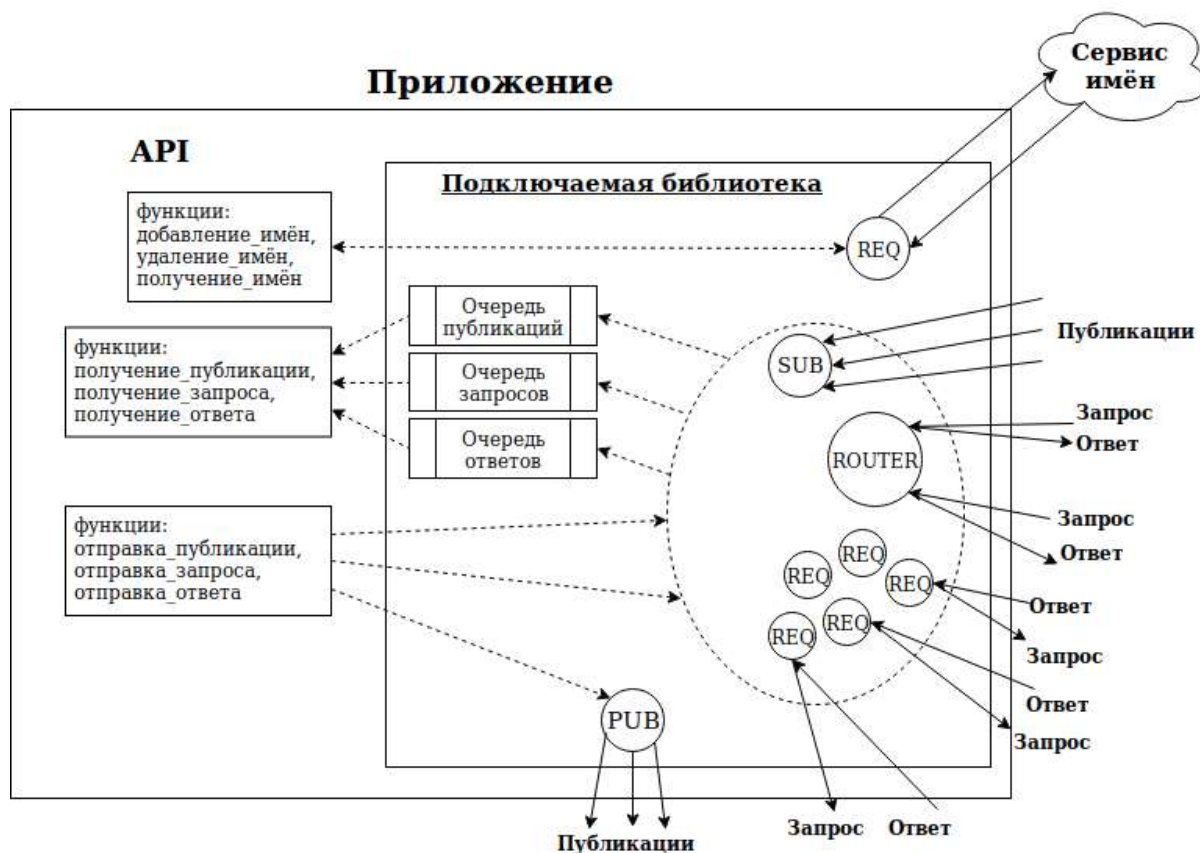 Сервис
имён
Приложение
API
Подключаемая библиотека
функции:
добавление_имён,
удаление_имён,
получение_имён
REQ
Очередь
публикаций
функции:
получение_публикации,
получение_запроса,
получение_ответа
Очередь
запросов
Очередь
ответов
SUB
Публикации
ROUTER
Запрос
Ответ
Запрос
Ответ
функции:
отправка_публикации,
отправка_запроса,
отправка_ответа
REQ
REQ
REQ
REQ
REQ
Ответ
Запрос
Ответ
Запрос
PUB
Публикации
Запрос
Ответ